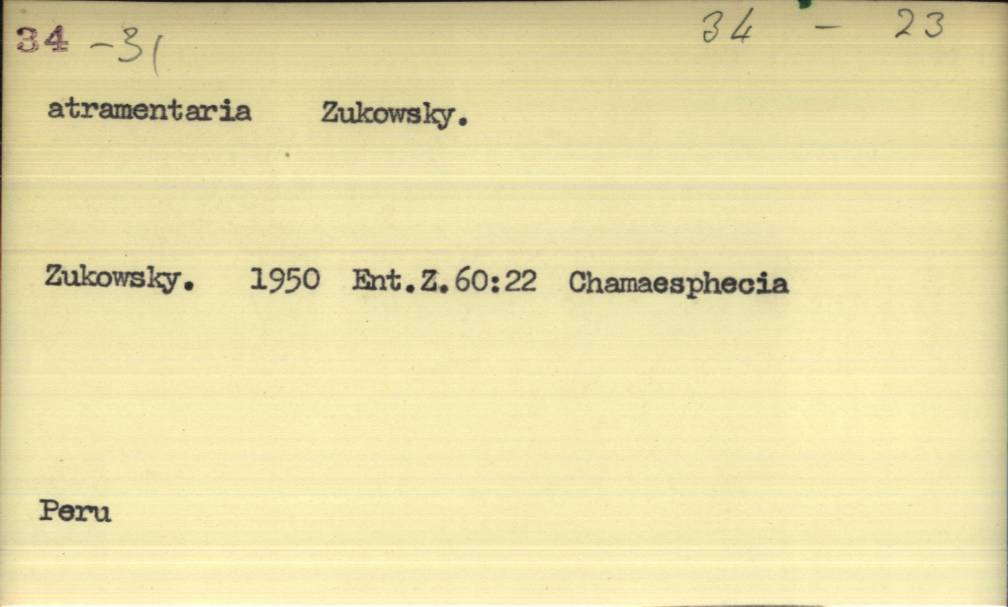 34 -31 34 - 23
atramentaria Zukowsky.
Zukowsky. 1950 Ent.Z.60:22 Chamaesphecia
Peru